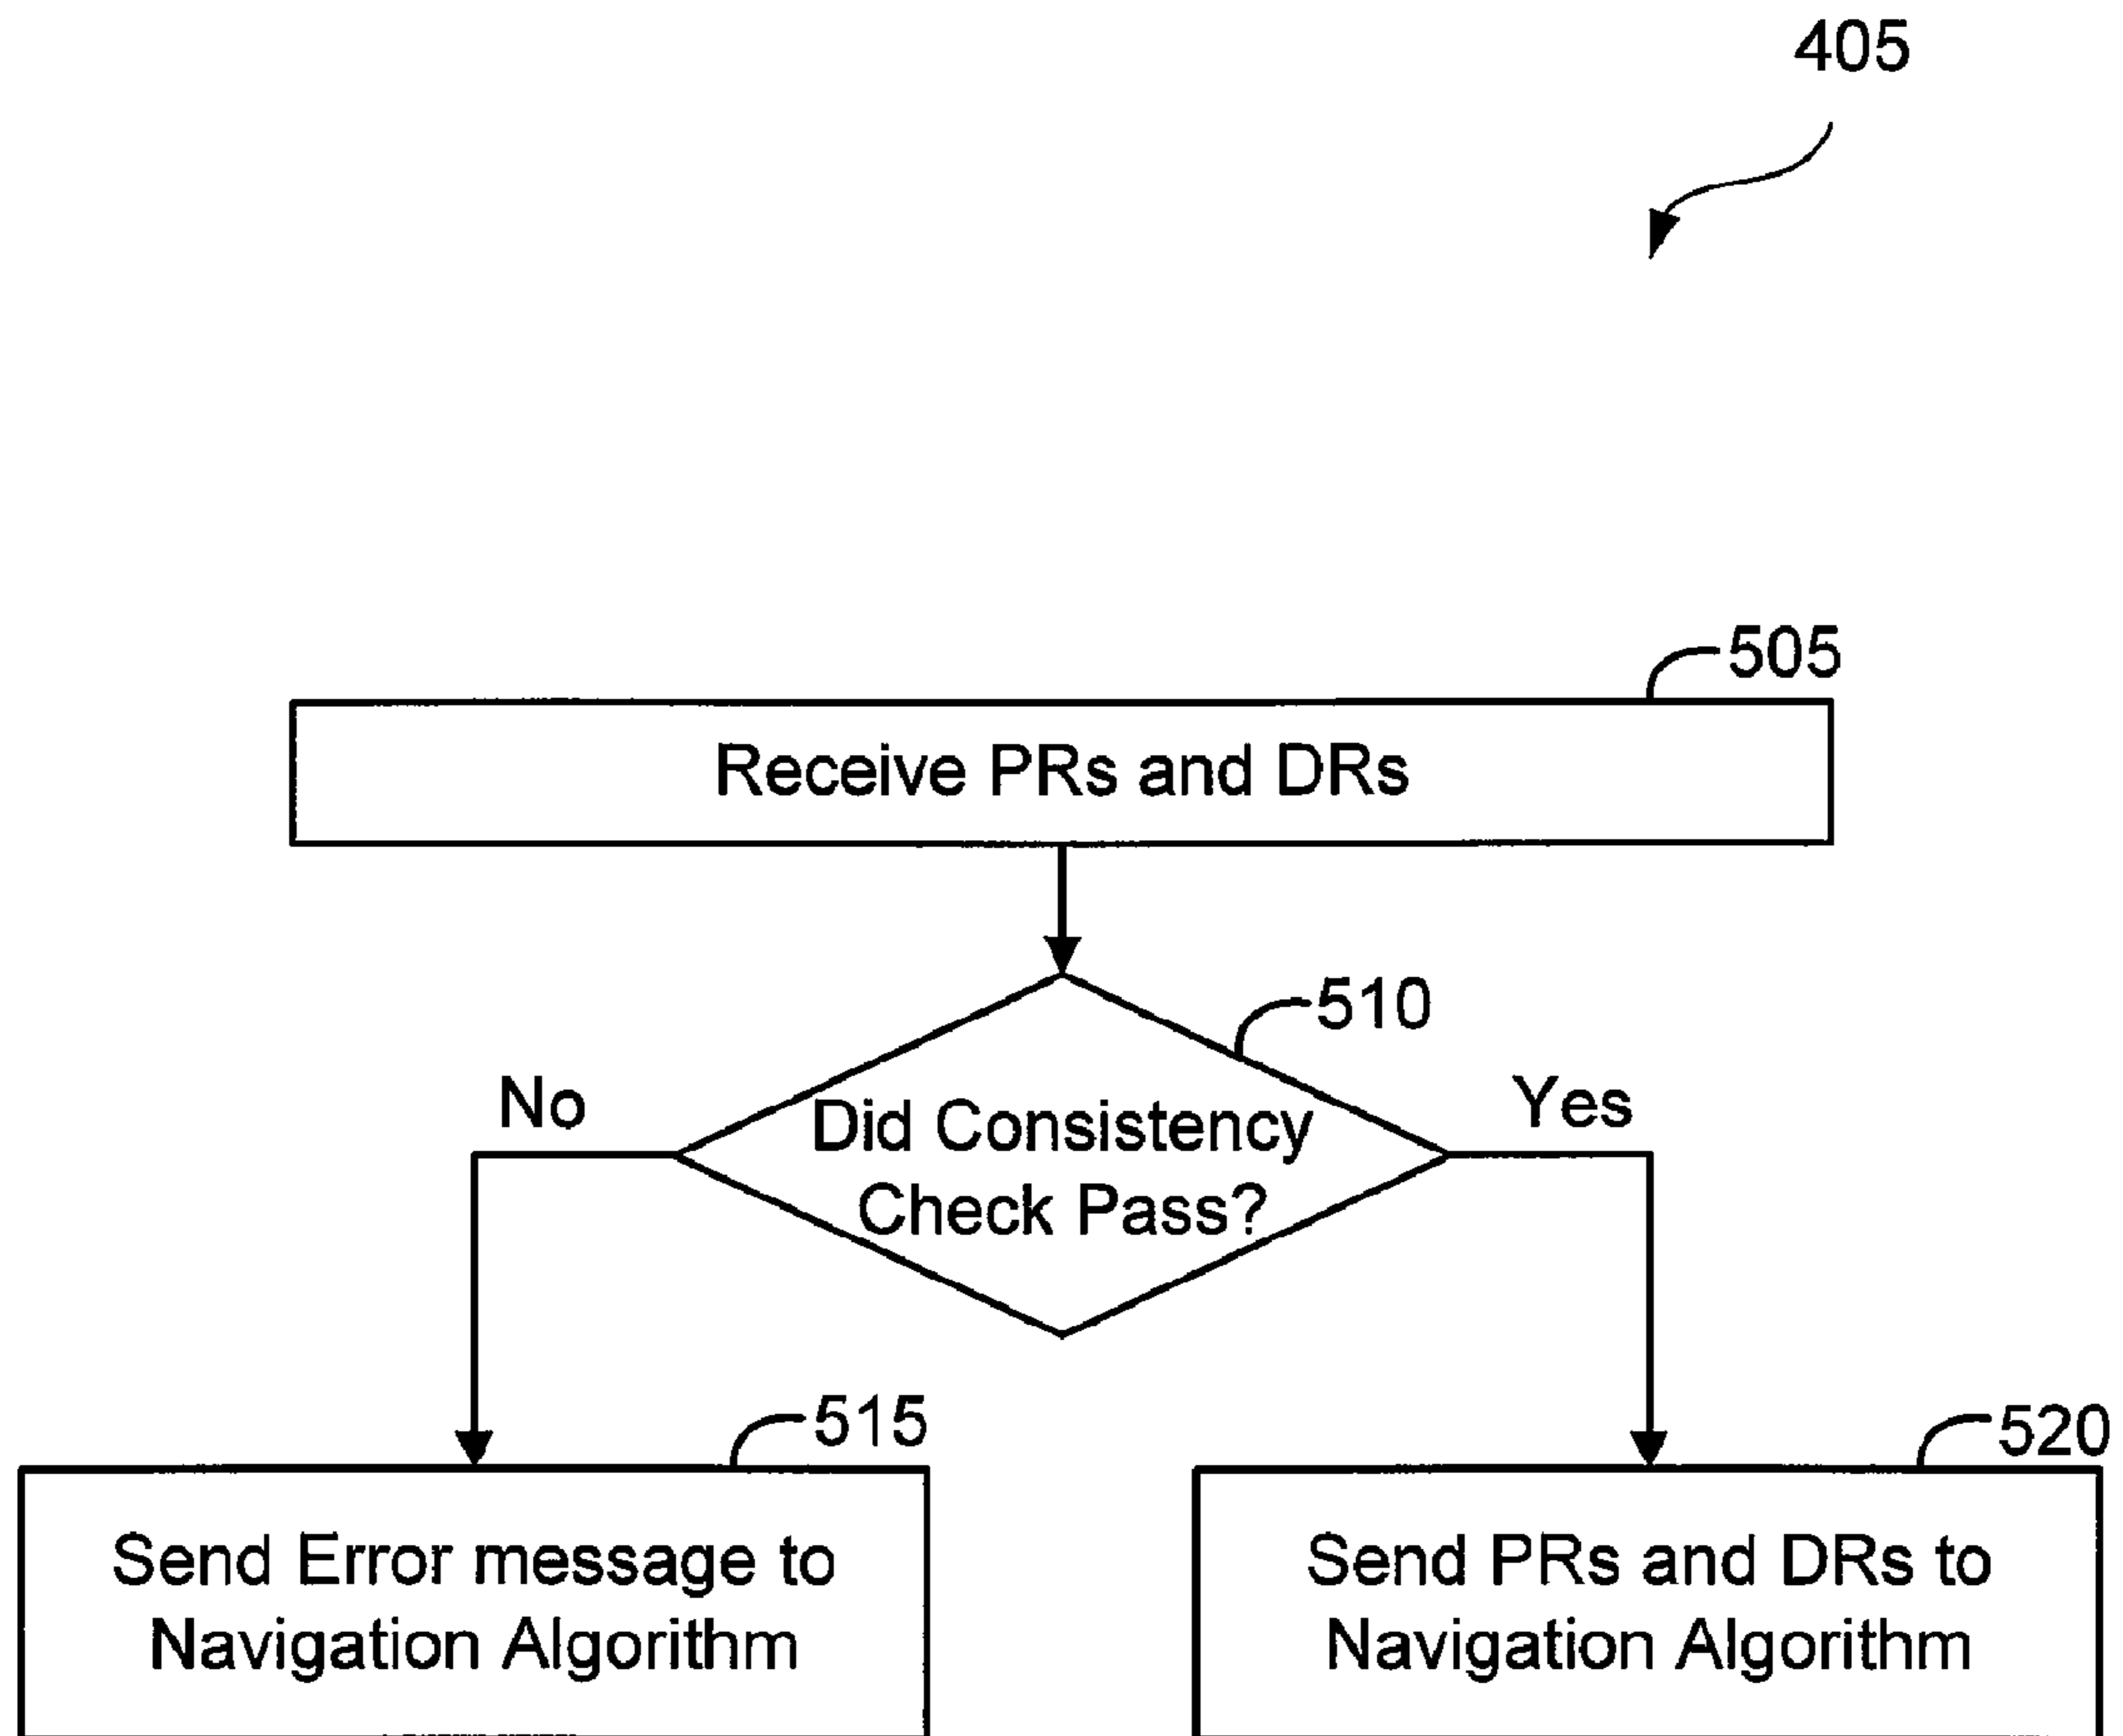 405
505
Receive PRs and DRs
510
No
Yes
Did Consistency
Check Pass?
515
520
Send Error message to
Navigation Algorithm
Send PRs and DRs to
Navigation Algorithm